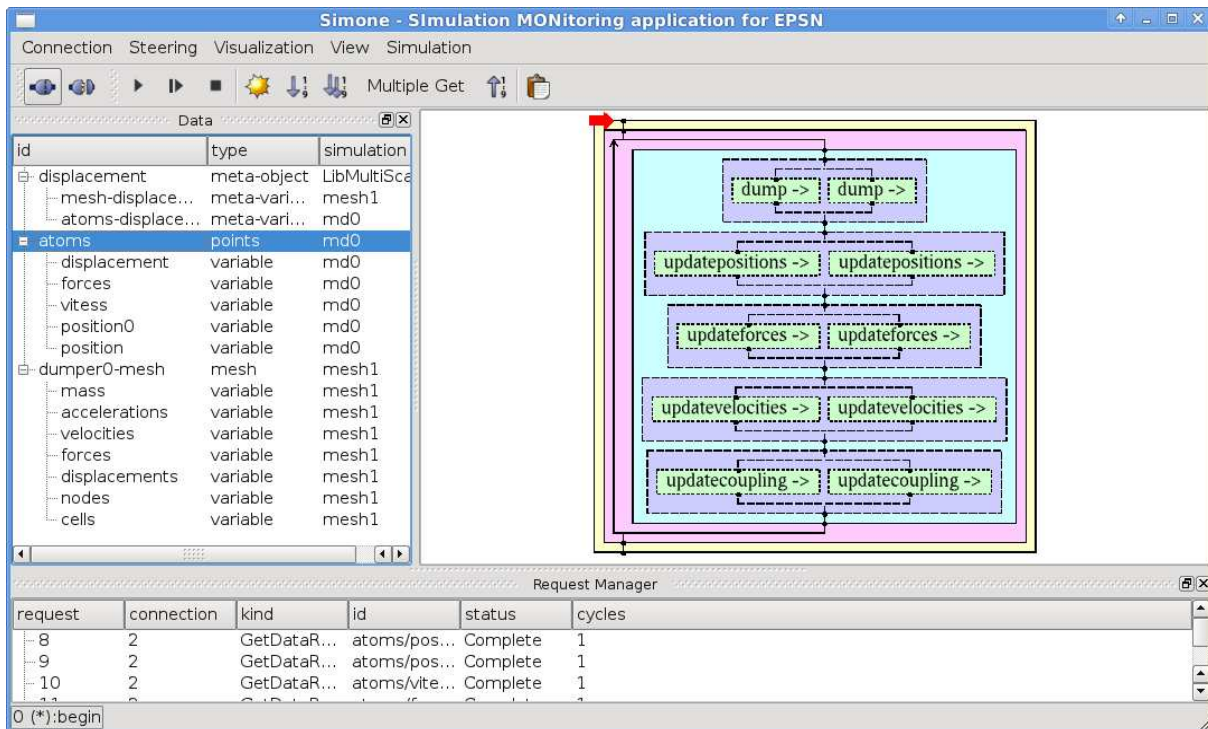 Simone - SImulation MONitoring application for EPSN
Connection Steering Visualization View Simulation
Multiple Get
Data
id type simulation
displacement meta-object LibMultiSca
mesh-displace... meta-vari... mesh1
atoms-displace... meta-vari... md0
atoms points md0
displacement variable md0
forces variable md0
vitess variable md0
position0 variable md0
position variable md0
dumper0-mesh mesh mesh1
mass variable mesh1
accelerations variable mesh1
velocities variable mesh1
forces variable mesh1
displacements variable mesh1
nodes variable mesh1
cells variable mesh1
dump -> dump ->
updatepositions -> updatepositions ->
updateforces -> updateforces ->
updatevelocities -> updatevelocities ->
updatecoupling -> updatecoupling ->
Request Manager
request connection kind id status cycles
8 2 GetDataR... atoms/pos... Complete 1
9 2 GetDataR... atoms/pos... Complete 1
10 2 GetDataR... atoms/vite... Complete 1
0 (*):begin